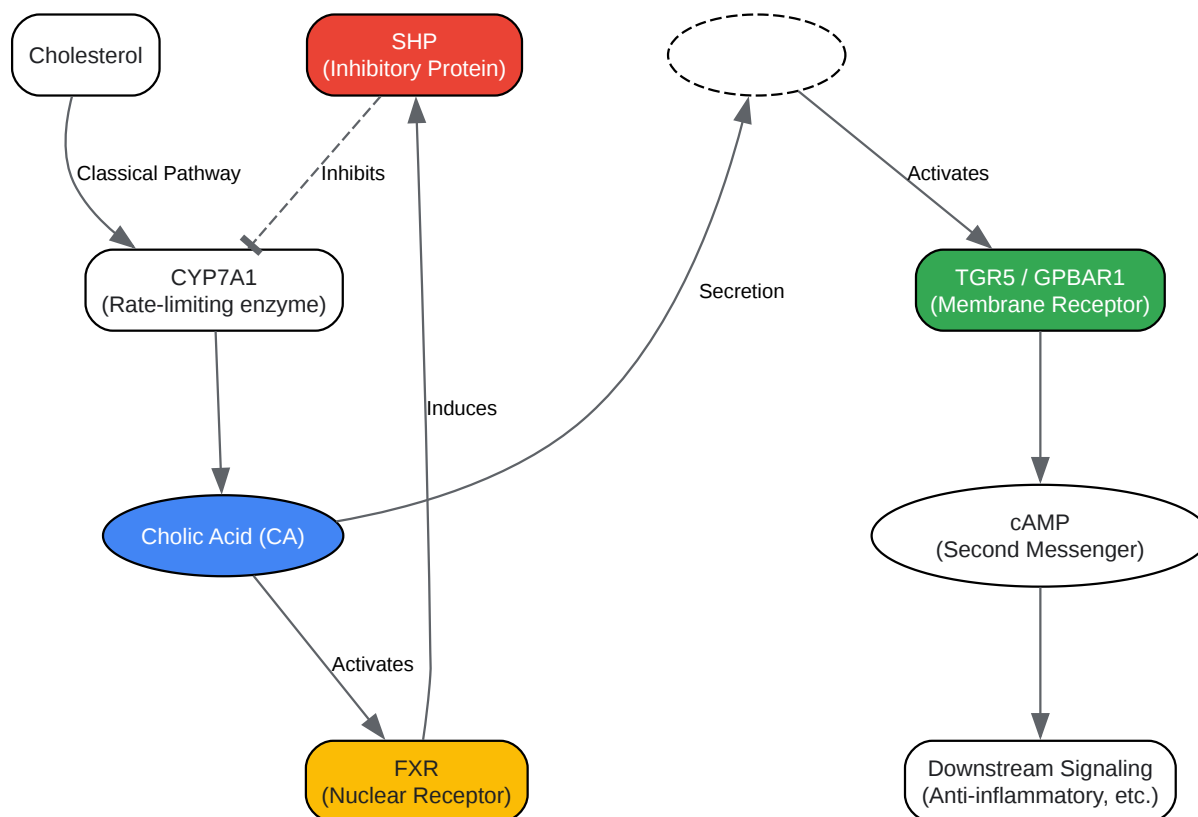 Cholesterol
SHP
(Inhibitory Protein)
Classical Pathway
Inhibits
Activates
CYP7A1
(Rate-limiting enzyme)
TGR5 / GPBAR1
(Membrane Receptor)
Secretion
Induces
Cholic Acid (CA)
cAMP
(Second Messenger)
Activates
FXR
(Nuclear Receptor)
Downstream Signaling
(Anti-inflammatory, etc.)